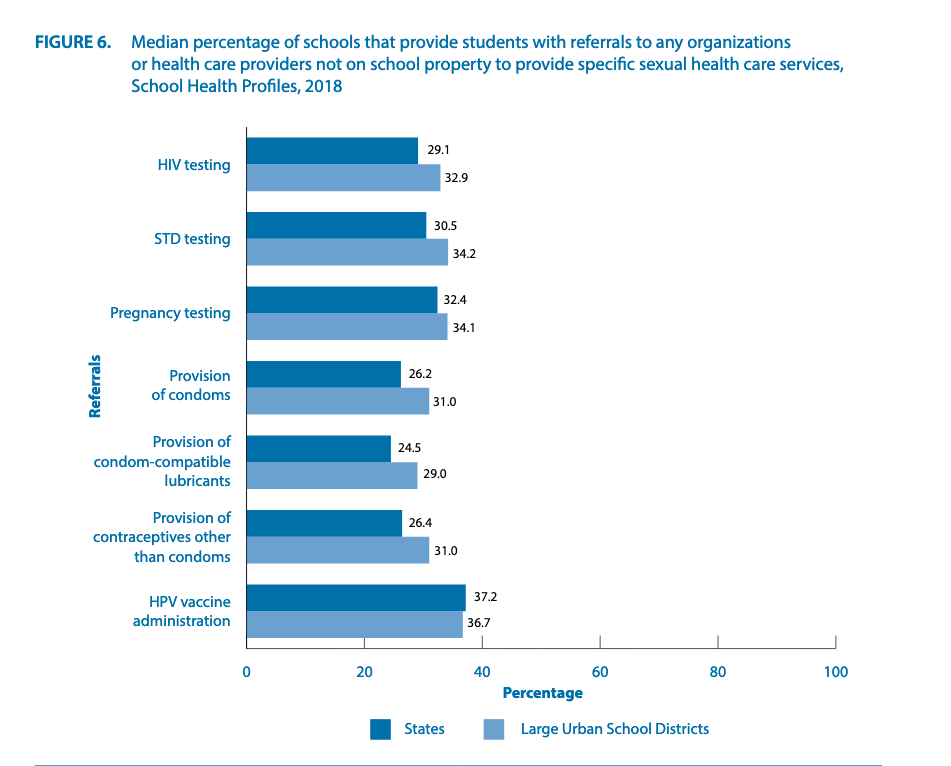 FIGURE 6. Median percentage of schools that provide students with referrals to any organizations
or health care providers not on school property to provide specific sexual health care services,
School Health Profiles, 2018
Referrals
HIV testing
29.1
32.9
STD testing
30.5
34.2
Pregnancy testing
32.4
34.1
Provision
of condoms
26.2
31.0
Provision of
condom-compatible
lubricants
24.5
29.0
Provision of
contraceptives other
than condoms
26.4
31.0
HPV vaccine
administration
37.2
36.7
0 20 40 60 80 100
Percentage
States Large Urban School Districts